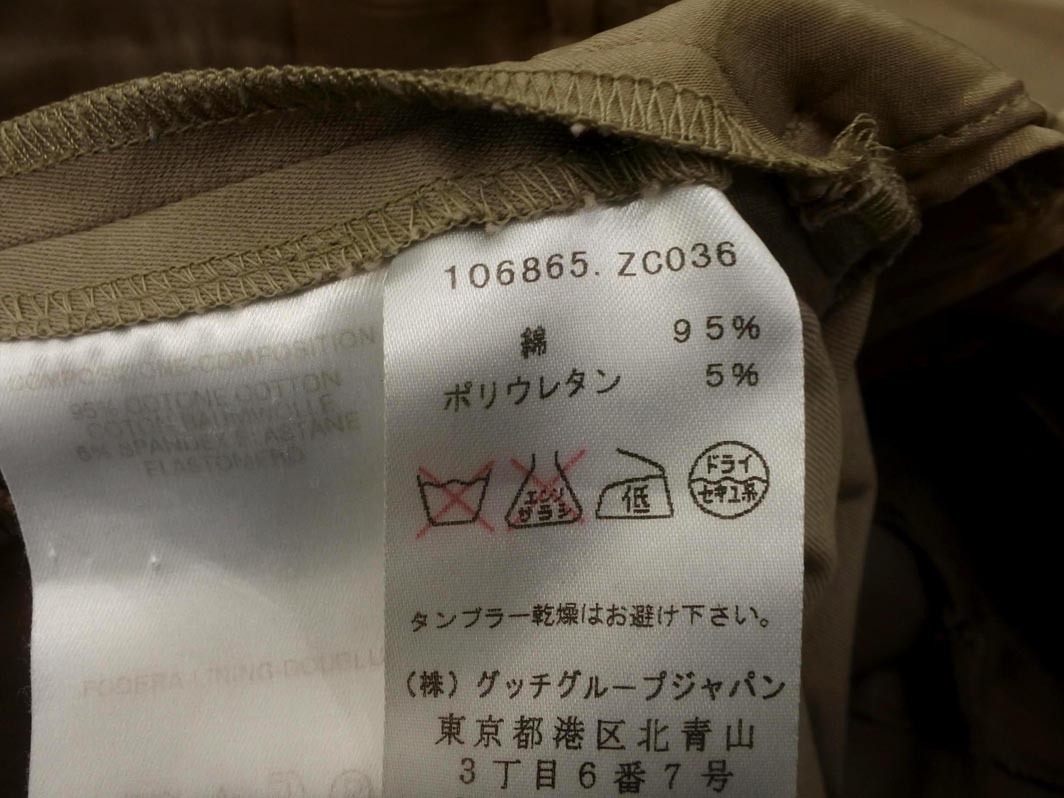 106865. ZC036
綿 95%
ポリウレタン 5%
エンソ
サラシ
低
ドライ
セキユ系
タンブラー乾燥はお避け下さい。
(株)グッチグループジャパン
東京都港区北青山
3丁目6番7号
COMPOSIZIONE-COMPOSITION
95% COTONE COTTON
COTON BAUMWOLLE
5% SPANDEX ELASTANE
ELASTOMERO
FODERA LINING DOUBLU